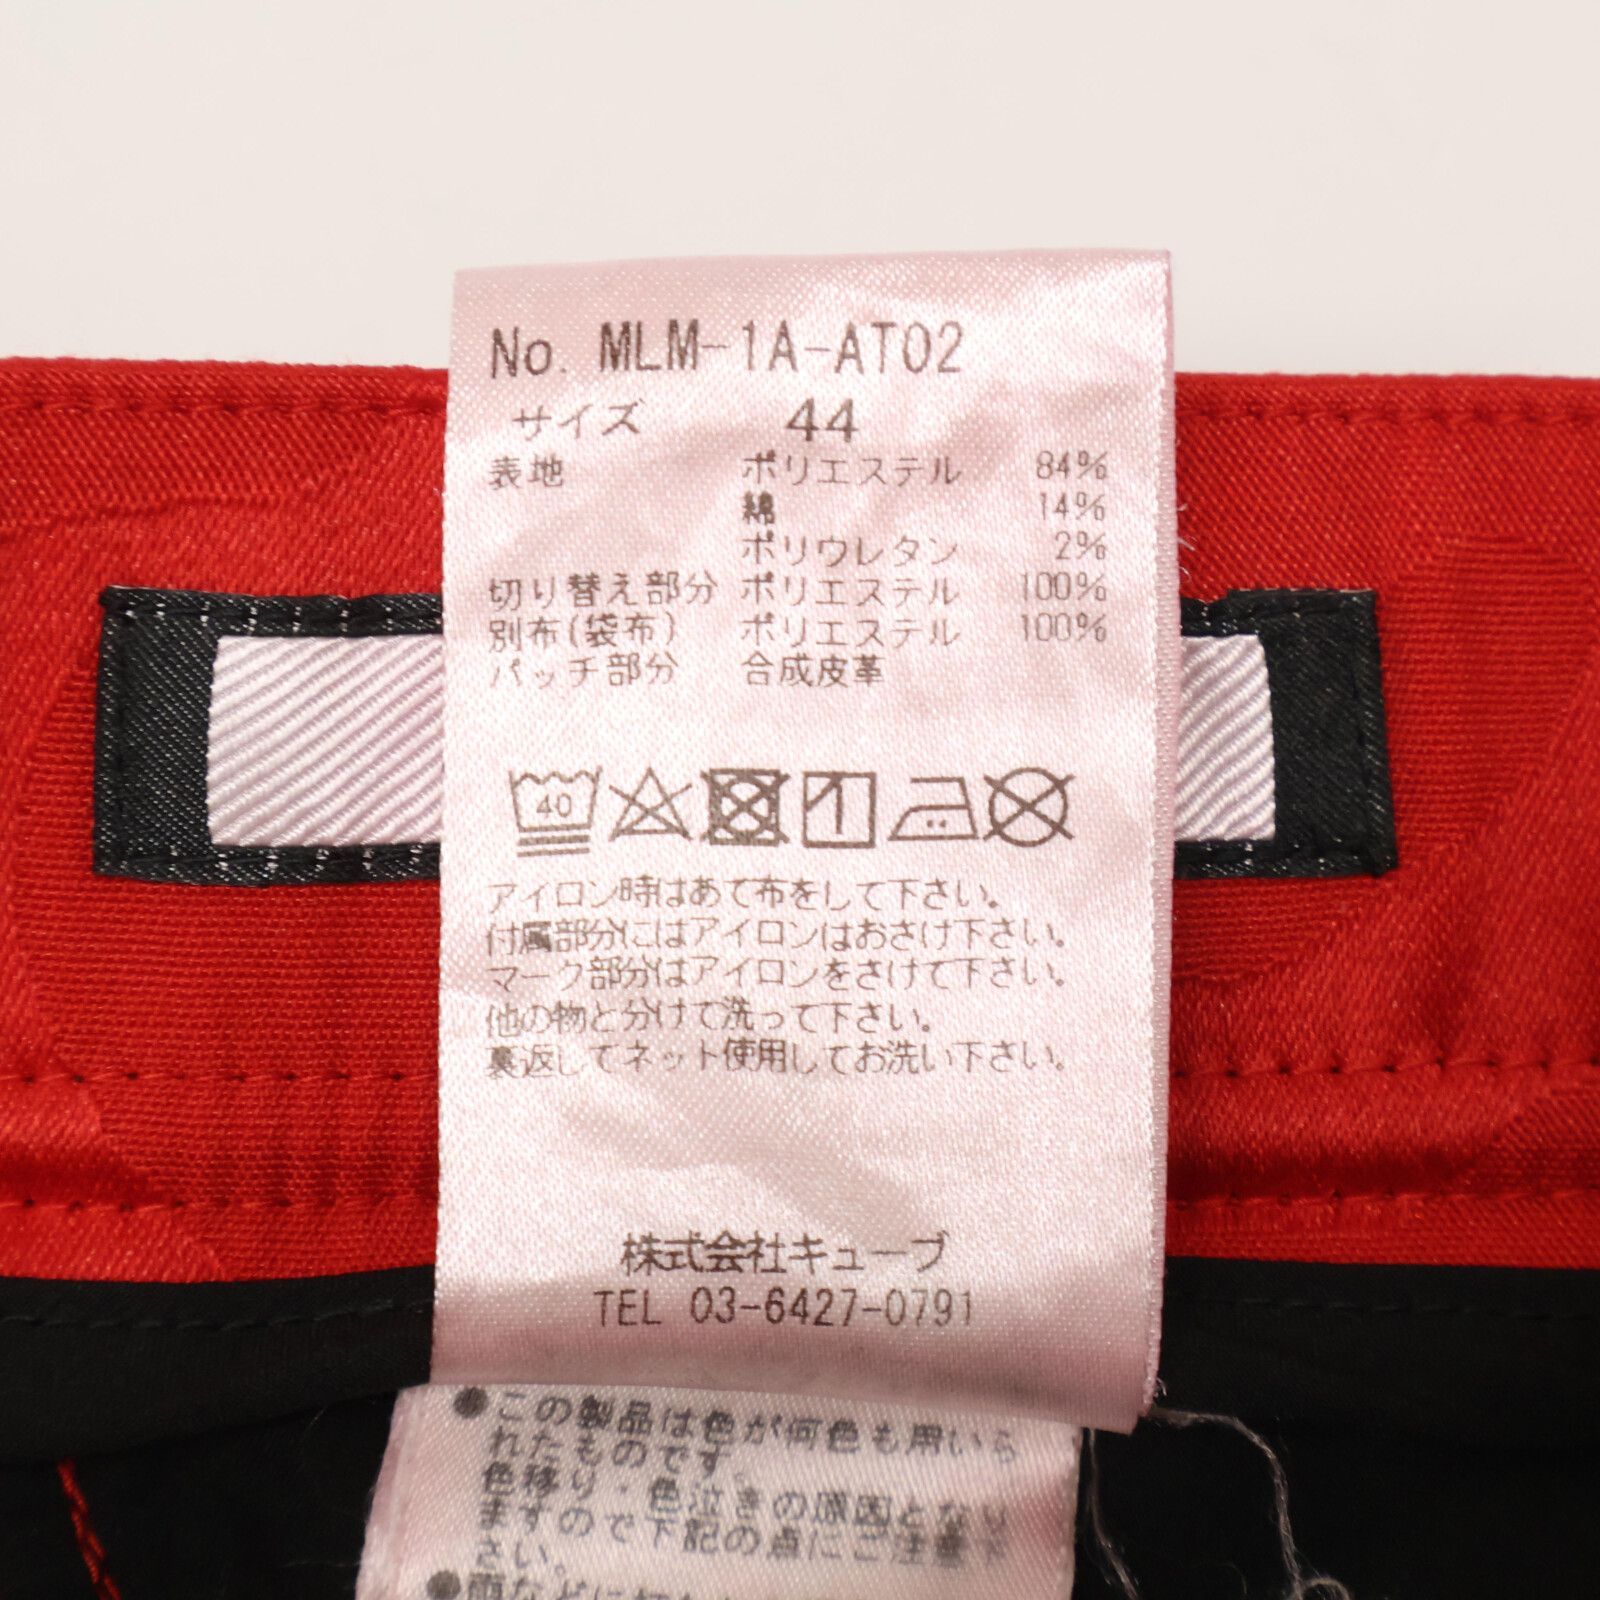 No. MLM-1A-AT02
サイズ 44
表地 ポリエステル 84%
綿 14%
ポリウレタン 2%
切り替え部分 ポリエステル 100%
別布(袋布) ポリエステル 100%
パッチ部分 合成皮革
40
アイロン時はあて布をして下さい。
付属部分にはアイロンはおさけ下さい。
マーク部分はアイロンをさけて下さい。
他の物と分けて洗って下さい。
裏返してネット使用してお洗い下さい。
株式会社キューブ
TEL 03-6427-0791
●この製品は色が何色も用いら
れたものです。
色移り・色泣きの原因となり
ますので下記の点にご注意下
さい。